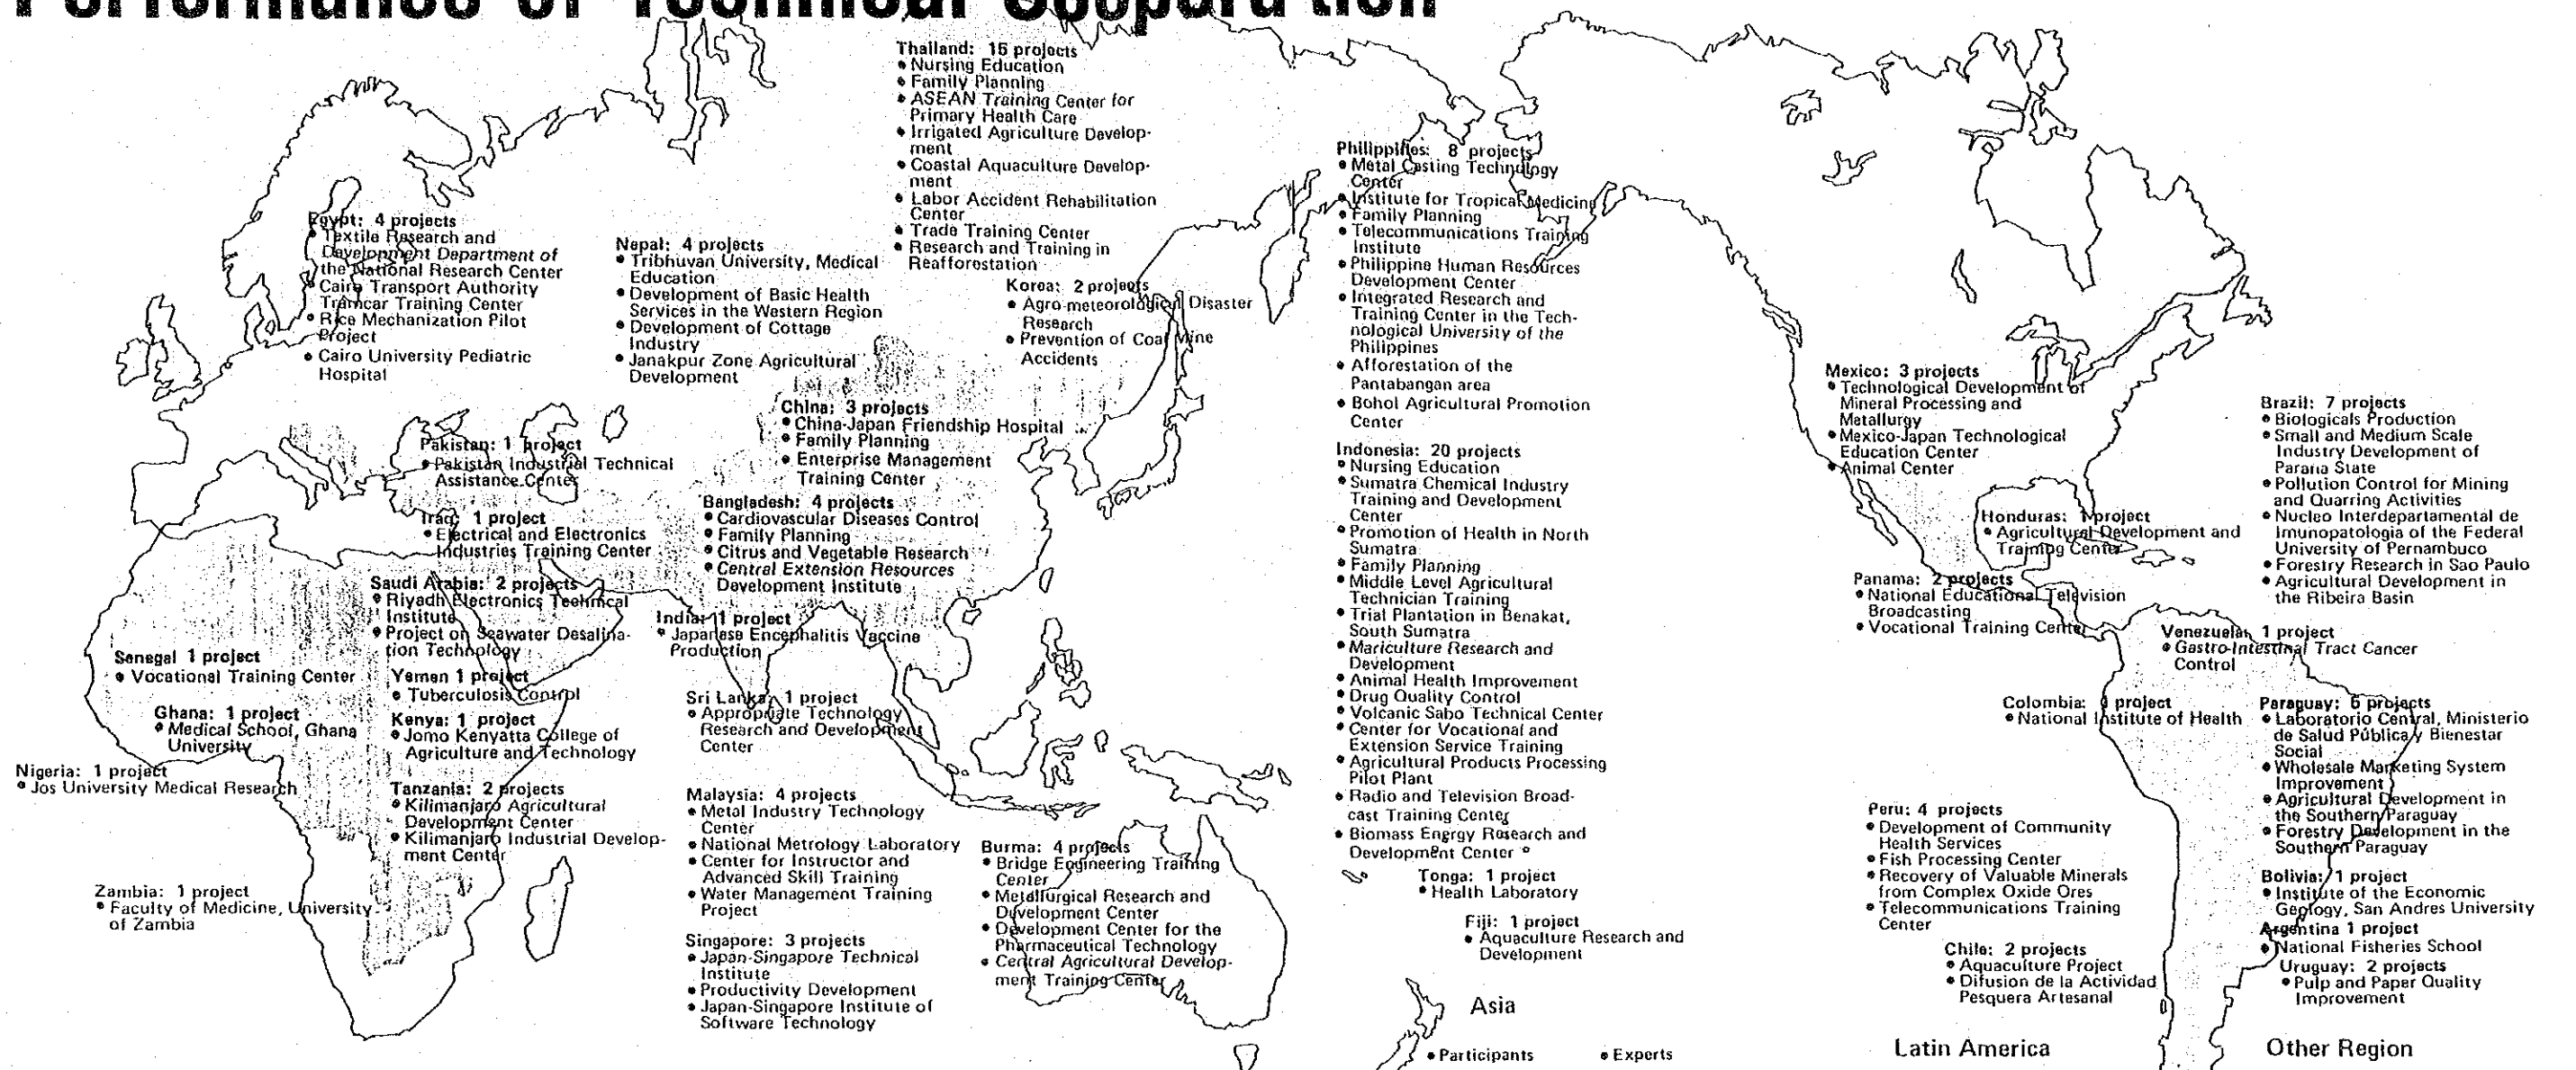 Performance of Technical Cooperation
Thailand: 15 projects
• Nursing Education
• Family Planning
• ASEAN Training Center for
Primary Health Care
• Irrigated Agriculture Develop-
ment
• Coastal Aquaculture Develop-
ment
• Labor Accident Rehabilitation
Center
• Trade Training Center
• Research and Training in
Reafforestation
Egypt: 4 projects
• Textile Research and
Development Department of
the National Research Center
• Cairo Transport Authority
Tramcar Training Center
• Rice Mechanization Pilot
Project
• Cairo University Pediatric
Hospital
Nepal: 4 projects
• Tribhuvan University, Medical
Education
• Development of Basic Health
Services in the Western Region
• Development of Cottage
Industry
• Janakpur Zone Agricultural
Development
Korea: 2 projects
• Agro-meteorological Disaster
Research
• Prevention of Coal Mine
Accidents
China: 3 projects
• China-Japan Friendship Hospital
• Family Planning
• Enterprise Management
Training Center
Pakistan: 1 project
• Pakistan Industrial Technical
Assistance Center
Iraq: 1 project
• Electrical and Electronics
Industries Training Center
Bangladesh: 4 projects
• Cardiovascular Diseases Control
• Family Planning
• Citrus and Vegetable Research
• Central Extension Resources
Development Institute
Saudi Arabia: 2 projects
• Riyadh Electronics Technical
Institute
• Project on Seawater Desalina-
tion Technology
India: 1 project
• Japanese Encephalitis Vaccine
Production
Senegal 1 project
• Vocational Training Center
Yemen 1 project
• Tuberculosis Control
Ghana: 1 project
• Medical School, Ghana
University
Kenya: 1 project
• Jomo Kenyatta College of
Agriculture and Technology
Nigeria: 1 project
• Jos University Medical Research
Tanzania: 2 projects
• Kilimanjaro Agricultural
Development Center
• Kilimanjaro Industrial Develop-
ment Center
Zambia: 1 project
• Faculty of Medicine, University
of Zambia
Sri Lanka: 1 project
• Appropriate Technology
Research and Development
Center
Malaysia: 4 projects
• Metal Industry Technology
Center
• National Metrology Laboratory
• Center for Instructor and
Advanced Skill Training
• Water Management Training
Project
Singapore: 3 projects
• Japan-Singapore Technical
Institute
• Productivity Development
• Japan-Singapore Institute of
Software Technology
Burma: 4 projects
• Bridge Engineering Training
Center
• Metallurgical Research and
Development Center
• Development Center for the
Pharmaceutical Technology
• Central Agricultural Develop-
ment Training Center
Philippines: 8 projects
• Metal Casting Technology
Center
• Institute for Tropical Medicine
• Family Planning
• Telecommunications Training
Institute
• Philippine Human Resources
Development Center
• Integrated Research and
Training Center in the Tech-
nological University of the
Philippines
• Afforestation of the
Pantabangan area
• Bohol Agricultural Promotion
Center
Indonesia: 20 projects
• Nursing Education
• Sumatra Chemical Industry
Training and Development
Center
• Promotion of Health in North
Sumatra
• Family Planning
• Middle Level Agricultural
Technician Training
• Trial Plantation in Benakat,
South Sumatra
• Mariculture Research and
Development
• Animal Health Improvement
• Drug Quality Control
• Volcanic Sabo Technical Center
• Center for Vocational and
Extension Service Training
• Agricultural Products Processing
Pilot Plant
• Radio and Television Broad-
cast Training Center
• Biomass Energy Research and
Development Center
Tonga: 1 project
• Health Laboratory
Fiji: 1 project
• Aquaculture Research and
Development
Asia
• Participants • Experts
Mexico: 3 projects
• Technological Development of
Mineral Processing and
Metallurgy
• Mexico-Japan Technological
Education Center
• Animal Center
Honduras: 1 project
• Agricultural Development and
Training Center
Panama: 2 projects
• National Educational Television
Broadcasting
• Vocational Training Center
Brazil: 7 projects
• Biologicals Production
• Small and Medium Scale
Industry Development of
Parana State
• Pollution Control for Mining
and Quarring Activities
• Nucleo Interdepartamental de
Imunopatologia of the Federal
University of Pernambuco
• Forestry Research in Sao Paulo
• Agricultural Development in
the Ribeira Basin
Venezuela: 1 project
• Gastro-Intestinal Tract Cancer
Control
Colombia: 1 project
• National Institute of Health
Paraguay: 5 projects
• Laboratorio Central, Ministerio
de Salud Pública y Bienestar
Social
• Wholesale Marketing System
Improvement
• Agricultural Development in
the Southern Paraguay
• Forestry Development in the
Southern Paraguay
Peru: 4 projects
• Development of Community
Health Services
• Fish Processing Center
• Recovery of Valuable Minerals
from Complex Oxide Ores
• Telecommunications Training
Center
Bolivia: 1 project
• Institute of the Economic
Geology, San Andres University
Argentina 1 project
• National Fisheries School
Chile: 2 projects
• Aquaculture Project
• Difusion de la Actividad
Pesquera Artesanal
Uruguay: 2 projects
• Pulp and Paper Quality
Improvement
Latin America
Other Region